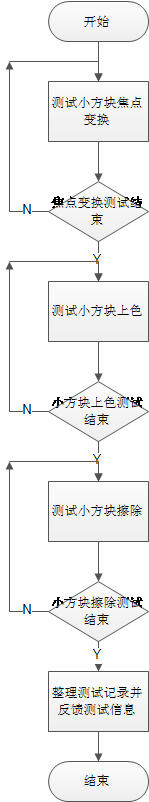 开始
测试小方块焦点
变换
焦点变换测试结
束
N
Y
测试小方块上色
小方块上色测试
结束
N
Y
测试小方块擦除
小方块擦除测试
结束
N
Y
整理测试记录并
反馈测试信息
结束